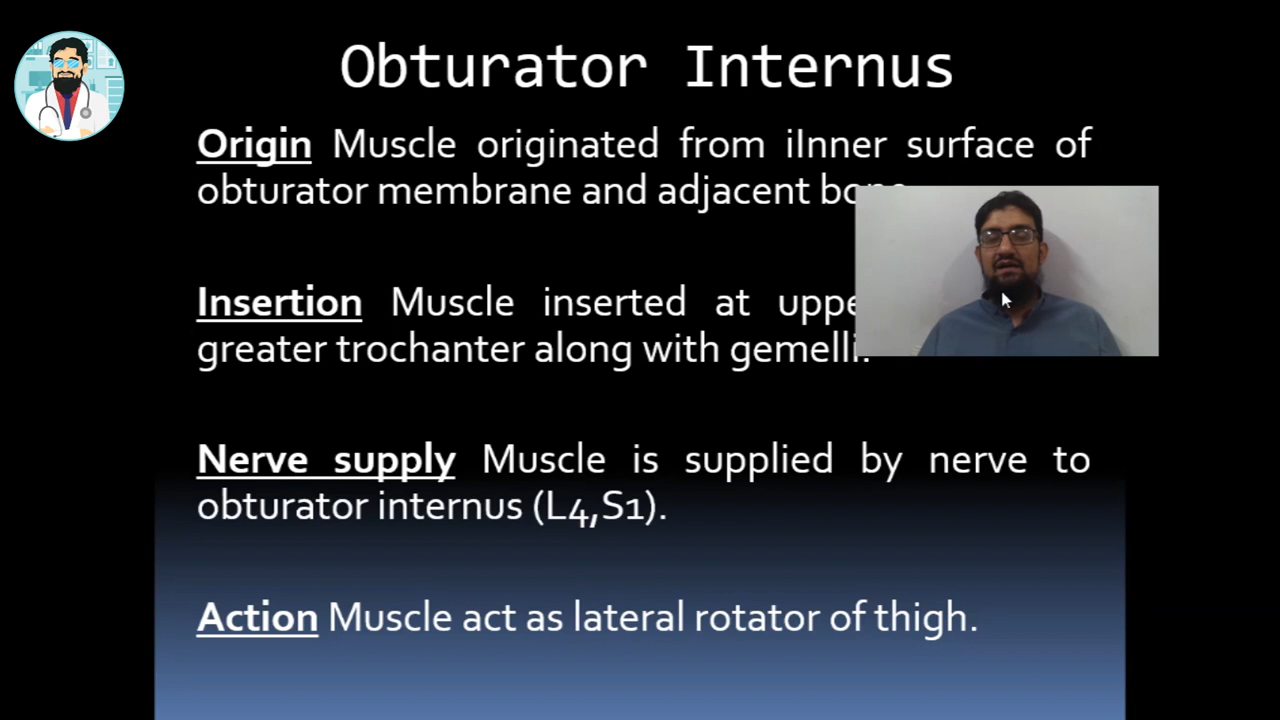 Obturator Internus
Origin Muscle originated from iInner surface of
obturator membrane and adjacent
Insertion Muscle inserted at
greater trochanter along with gemelli.
Nerve supply Muscle is supplied by nerve to
obturator internus (L4,S1).
Action Muscle act as lateral rotator of thigh.